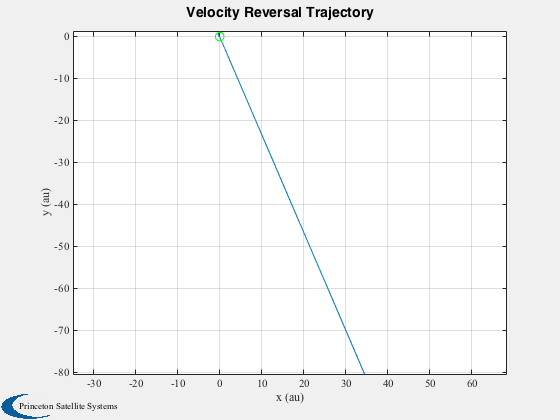 Velocity Reversal Trajectory
0
-10
-20
-30
-40
-50
-60
-70
-80
y (au)
-30 -20 -10 0 10 20 30 40 50 60
x (au)
Princeton Satellite Systems